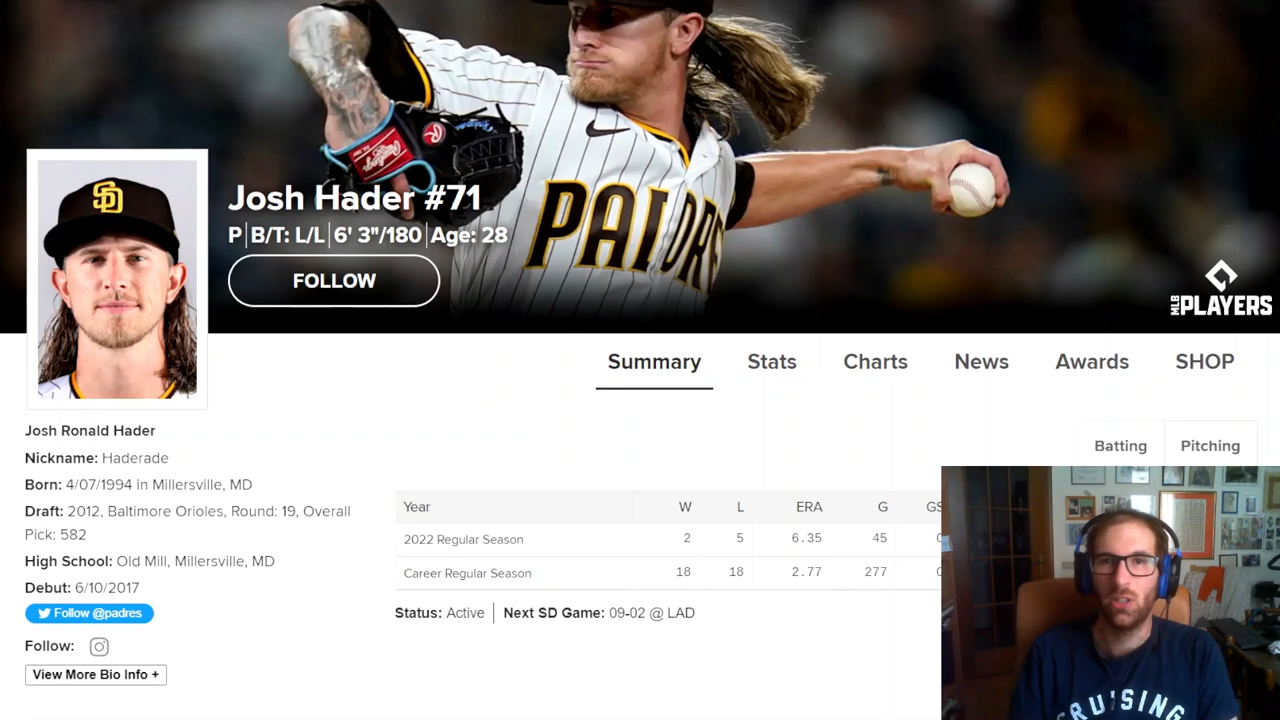 PADRES
Josh Hader #71
P | B/T: L/L | 6' 3"/180 | Age: 28
FOLLOW
MLB PLAYERS
SD
Summary Stats Charts News Awards SHOP
Josh Ronald Hader
Nickname: Haderade
Born: 4/07/1994 in Millersville, MD
Draft: 2012, Baltimore Orioles, Round: 19, Overall
Pick: 582
High School: Old Mill, Millersville, MD
Debut: 6/10/2017
Follow @padres
Follow:
View More Bio Info +
Batting Pitching
Year W L ERA G GS
2022 Regular Season 2 5 6.35 45 0
Career Regular Season 18 18 2.77 277 0
Status: Active | Next SD Game: 09-02 @ LAD
CRUISING